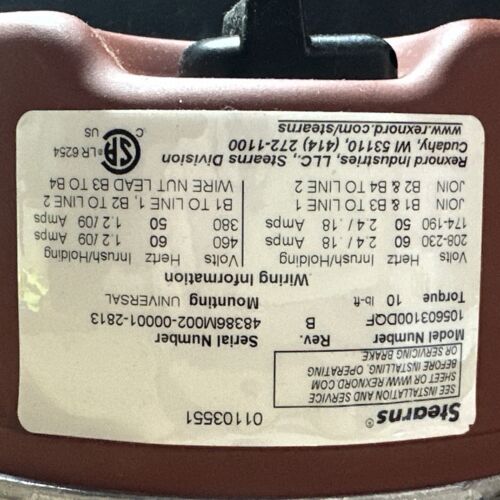 Stearns®
01103551
SEE INSTALLATION AND SERVICE
SHEET OR WWW.REXNORD.COM
BEFORE INSTALLING, OPERATING
OR SERVICING BRAKE
Model Number Rev. Serial Number
105603100DQF B 48386M002-00001-2813
Torque 10 lb-ft Mounting UNIVERSAL
Wiring Information
Volts Hertz Inrush/Holding Volts Hertz Inrush/Holding
208-230 60 2.4 / .18 Amps 460 60 1.2 /09 Amps
174-190 50 2.4 / .18 Amps 380 50 1.2 /09 Amps
JOIN B1 & B3 TO LINE 1 B1 TO LINE 1, B2 TO LINE 2
JOIN B2 & B4 TO LINE 2 WIRE NUT LEAD B3 TO B4
Rexnord Industries, LLC., Stearns Division
Cudahy, WI 53110, (414) 272-1100
www.rexnord.com/stearns
SA ® LR 6254
C US